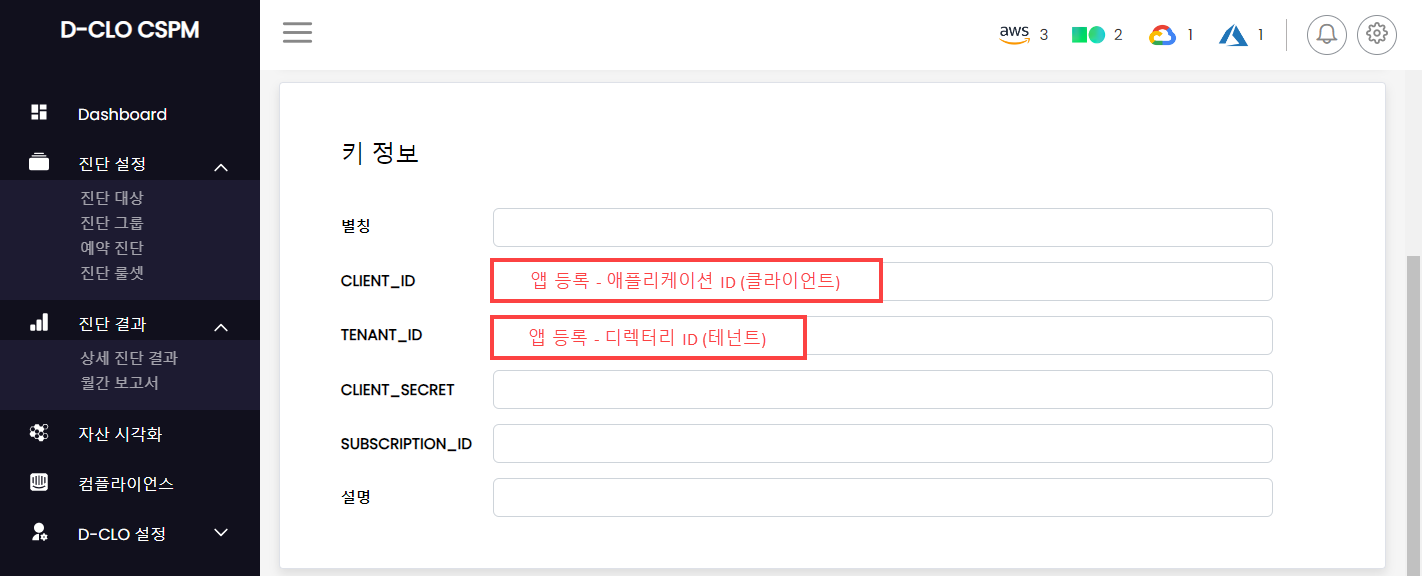 D-CLO CSPM
aws 3 2 1 1
Dashboard
진단 설정
진단 대상
진단 그룹
예약 진단
진단 룰셋
진단 결과
상세 진단 결과
월간 보고서
자산 시각화
컴플라이언스
D-CLO 설정
키 정보
별칭
CLIENT_ID
앱 등록 - 애플리케이션 ID (클라이언트)
TENANT_ID
앱 등록 - 디렉터리 ID (테넌트)
CLIENT_SECRET
SUBSCRIPTION_ID
설명